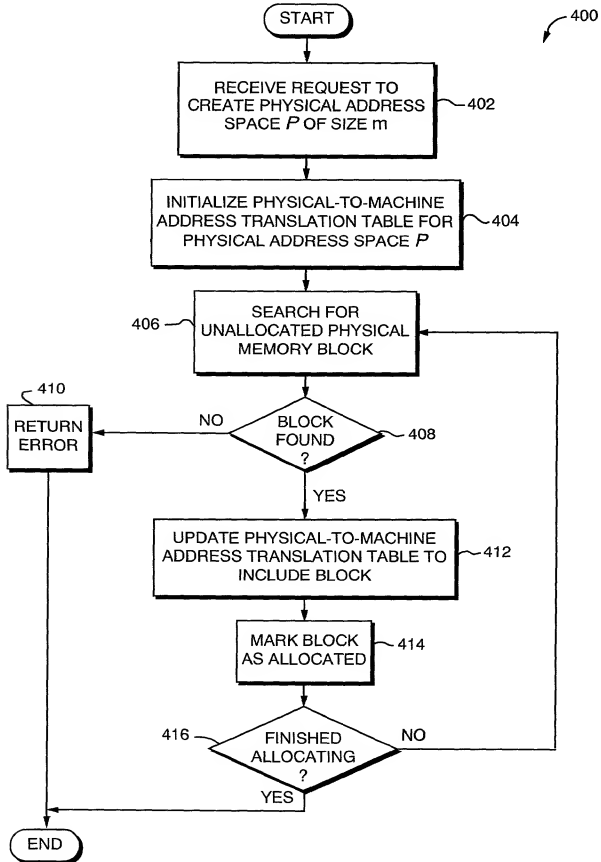 START
400
RECEIVE REQUEST TO
CREATE PHYSICAL ADDRESS
SPACE P OF SIZE m
402
INITIALIZE PHYSICAL-TO-MACHINE
ADDRESS TRANSLATION TABLE FOR
PHYSICAL ADDRESS SPACE P
404
406
SEARCH FOR
UNALLOCATED PHYSICAL
MEMORY BLOCK
410
RETURN
ERROR
NO
BLOCK
FOUND
?
408
YES
UPDATE PHYSICAL-TO-MACHINE
ADDRESS TRANSLATION TABLE TO
INCLUDE BLOCK
412
MARK BLOCK
AS ALLOCATED
414
416
FINISHED
ALLOCATING
?
NO
YES
END